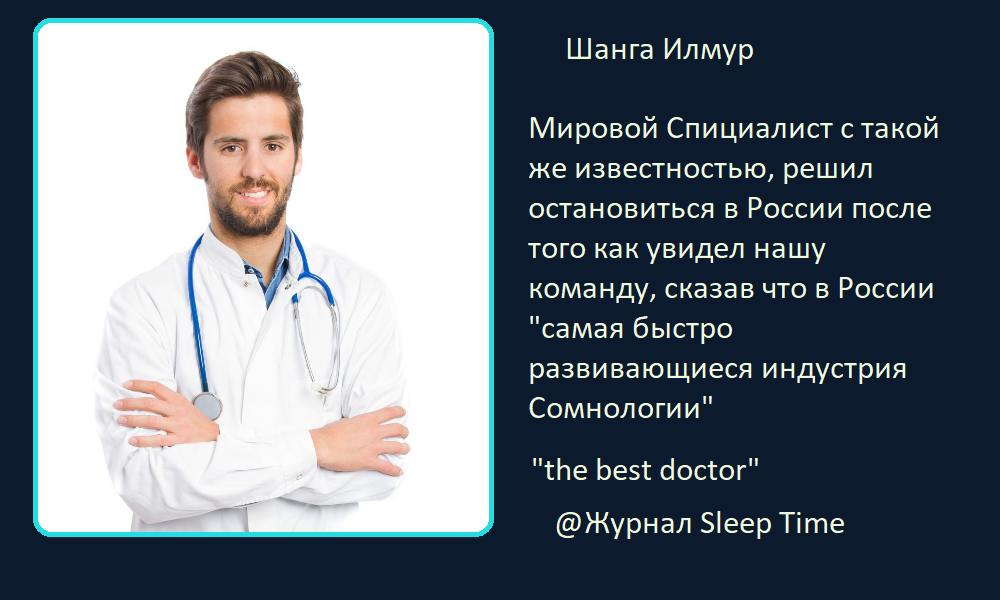 Шанга Илмур
Мировой Спициалист с такой
же известностью, решил
остановиться в России после
того как увидел нашу
команду, сказав что в России
"самая быстро
развивающиеся индустрия
Сомнологии"
"the best doctor"
@Журнал Sleep Time